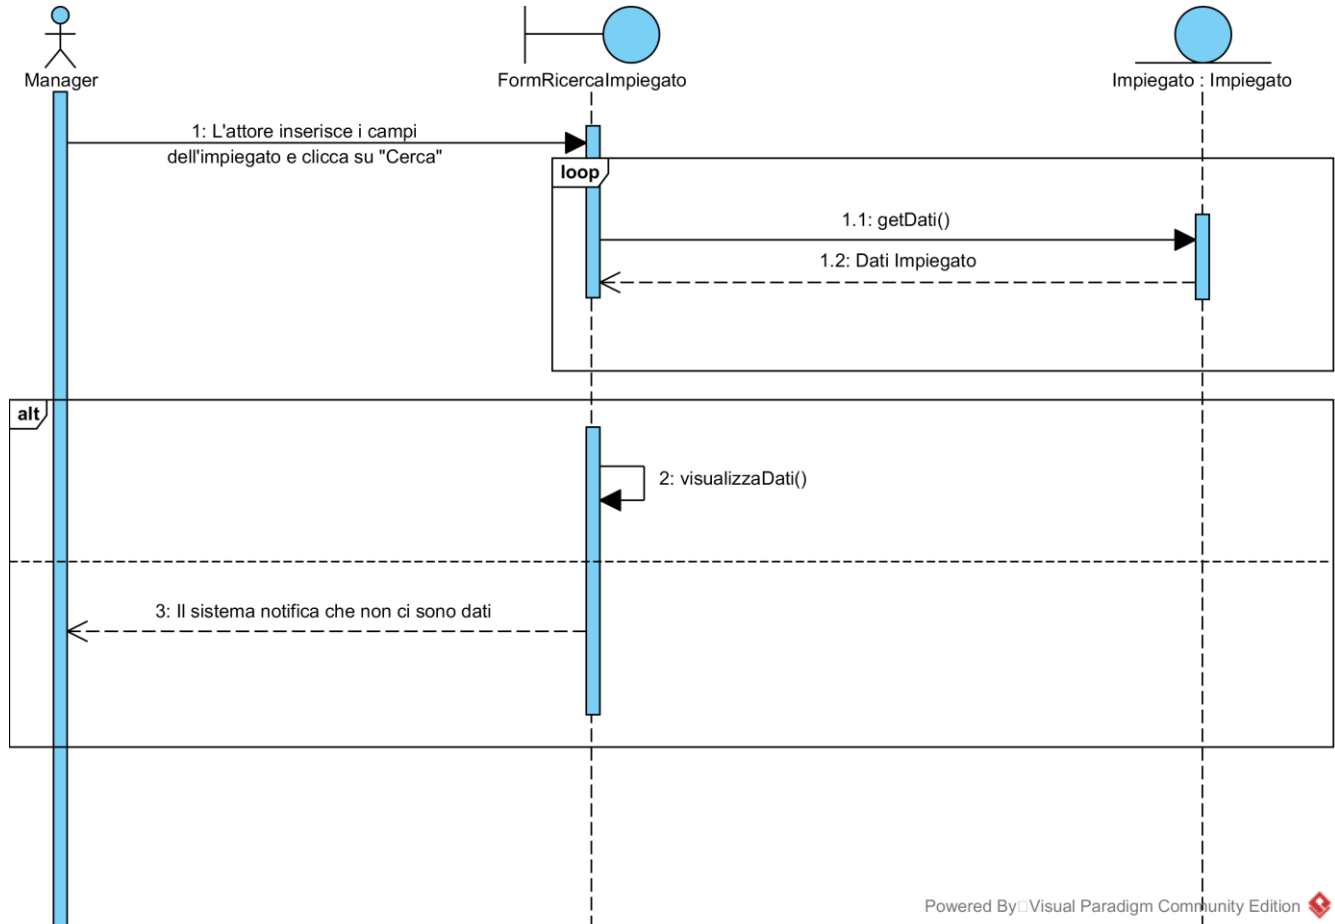 Manager
FormRicercaImpiegato
Impiegato : Impiegato
1: L'attore inserisce i campi
dell'impiegato e clicca su "Cerca"
loop
1.1: getDati()
1.2: Dati Impiegato
alt
2: visualizzaDati()
3: Il sistema notifica che non ci sono dati
Powered By Visual Paradigm Community Edition